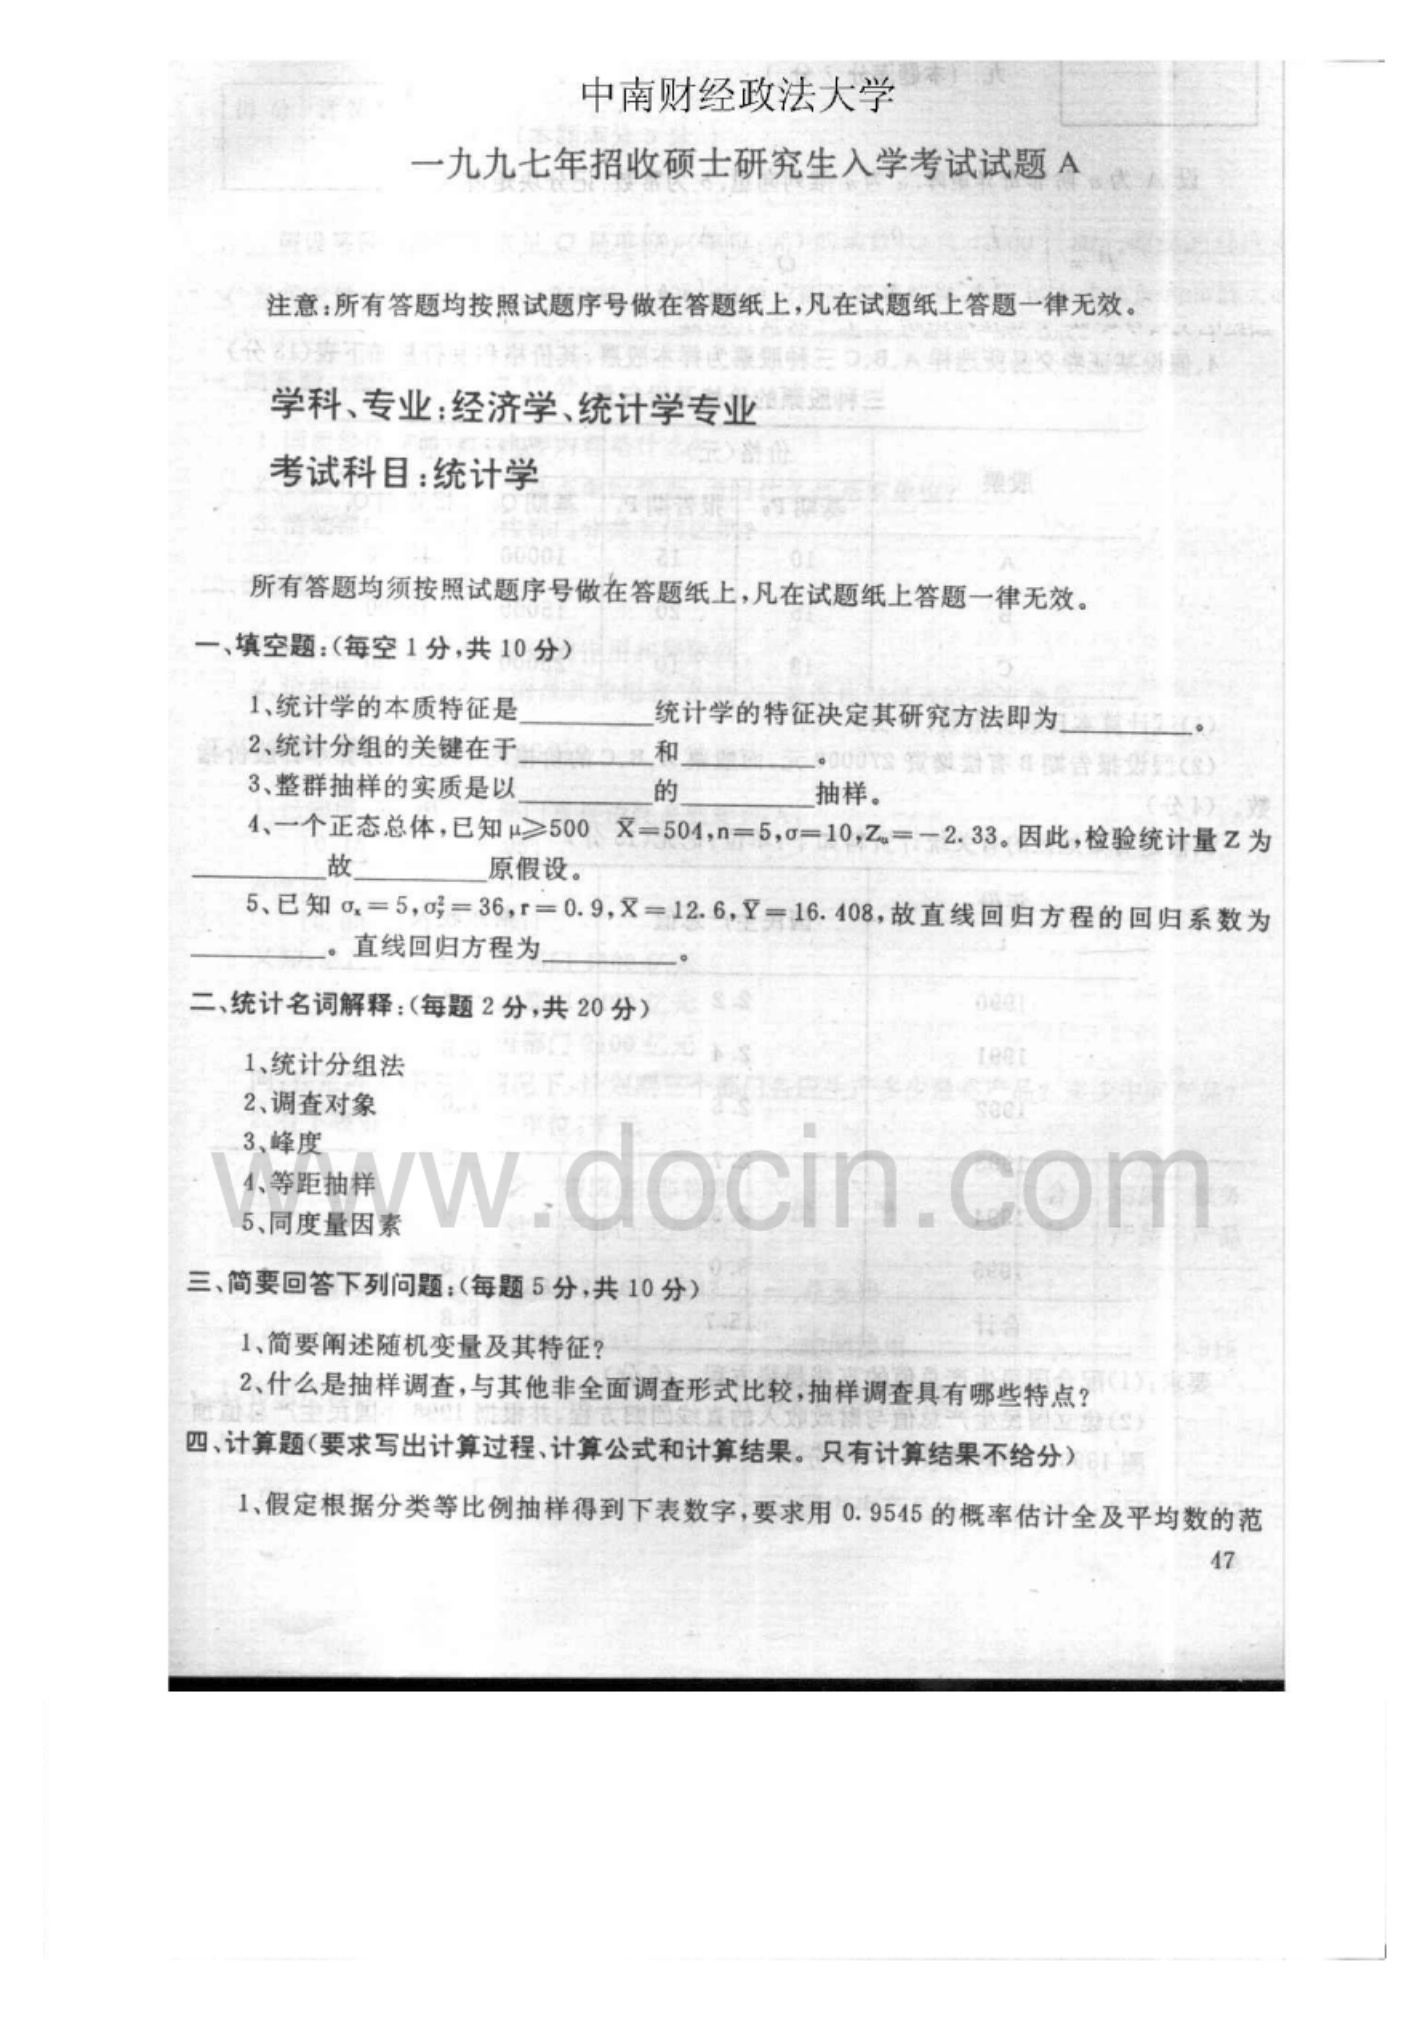 中南财经政法大学
一九九七年招收硕士研究生入学考试试题 A
注意:所有答题均按照试题序号做在答题纸上,凡在试题纸上答题一律无效。
学科、专业:经济学、统计学专业
考试科目:统计学
所有答题均须按照试题序号做在答题纸上,凡在试题纸上答题一律无效。
一、填空题:(每空 1 分,共 10 分)
1、统计学的本质特征是__________统计学的特征决定其研究方法即为__________。
2、统计分组的关键在于__________和__________。
3、整群抽样的实质是以__________的__________抽样。
4、一个正态总体,已知 μ≥500 X̄=504,n=5,σ=10,Zα=-2.33。因此,检验统计量 Z 为
__________故__________原假设。
5、已知 σx=5,σy²=36,r=0.9,X̄=12.6,Ȳ=16.408,故直线回归方程的回归系数为
__________。直线回归方程为__________。
二、统计名词解释:(每题 2 分,共 20 分)
1、统计分组法
2、调查对象
3、峰度
4、等距抽样
5、同度量因素
www.docin.com
三、简要回答下列问题:(每题 5 分,共 10 分)
1、简要阐述随机变量及其特征?
2、什么是抽样调查,与其他非全面调查形式比较,抽样调查具有哪些特点?
四、计算题(要求写出计算过程、计算公式和计算结果。只有计算结果不给分)
1、假定根据分类等比例抽样得到下表数字,要求用 0.9545 的概率估计全及平均数的范
47